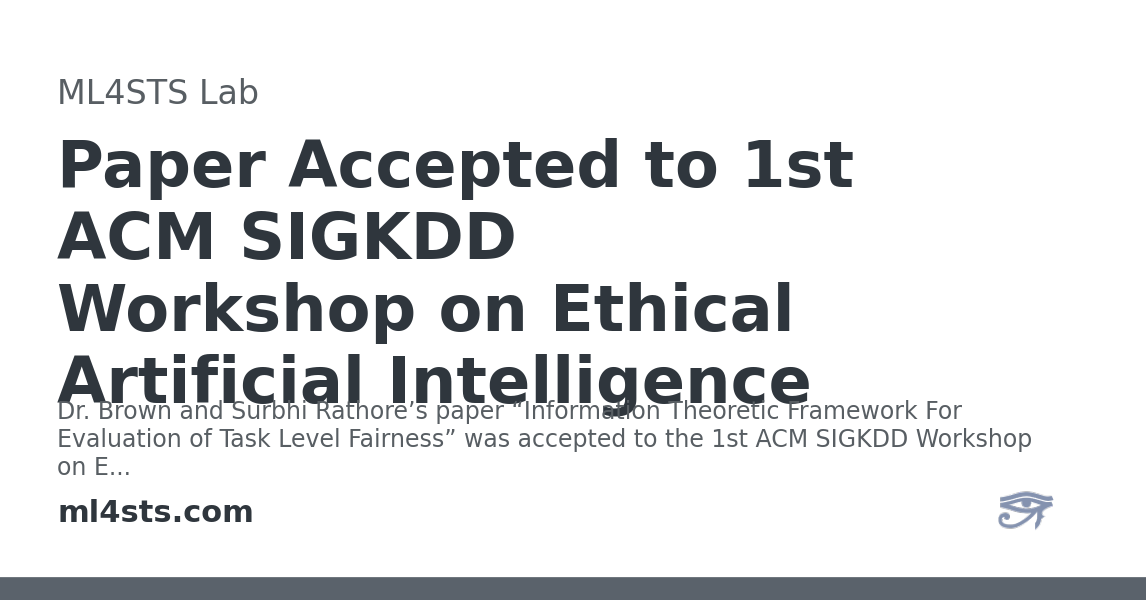 ML4STS Lab
Paper Accepted to 1st
ACM SIGKDD
Workshop on Ethical
Artificial Intelligence
Dr. Brown and Surbhi Rathore’s paper “Information Theoretic Framework For
Evaluation of Task Level Fairness” was accepted to the 1st ACM SIGKDD Workshop
on E...
ml4sts.com